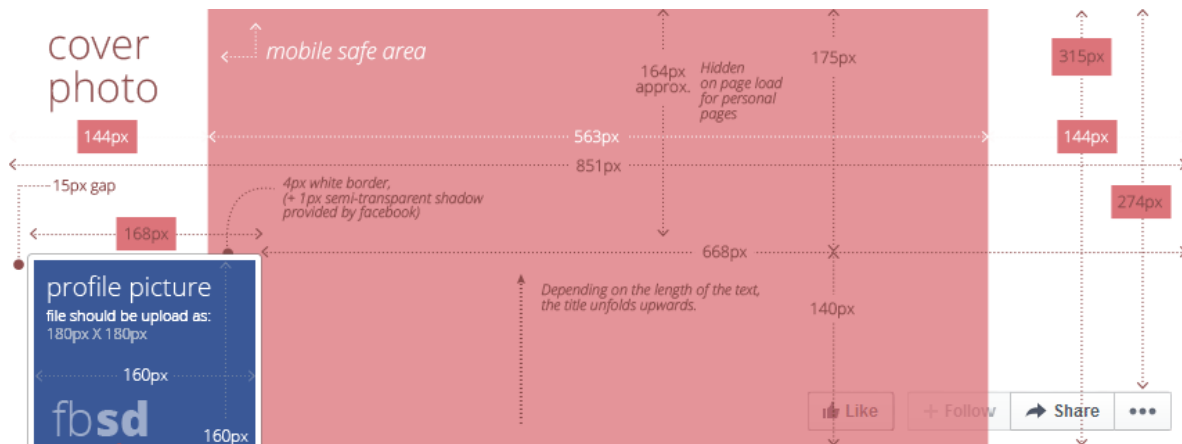 cover
photo
mobile safe area
164px
approx.
Hidden
on page load
for personal
pages
175px
315px
144px
563px
144px
851px
15px gap
4px white border,
(+ 1px semi-transparent shadow
provided by facebook)
274px
168px
668px
profile picture
file should be upload as:
180px X 180px
Depending on the length of the text,
the title unfolds upwards.
140px
160px
fbsd
160px
Like
+ Follow
Share